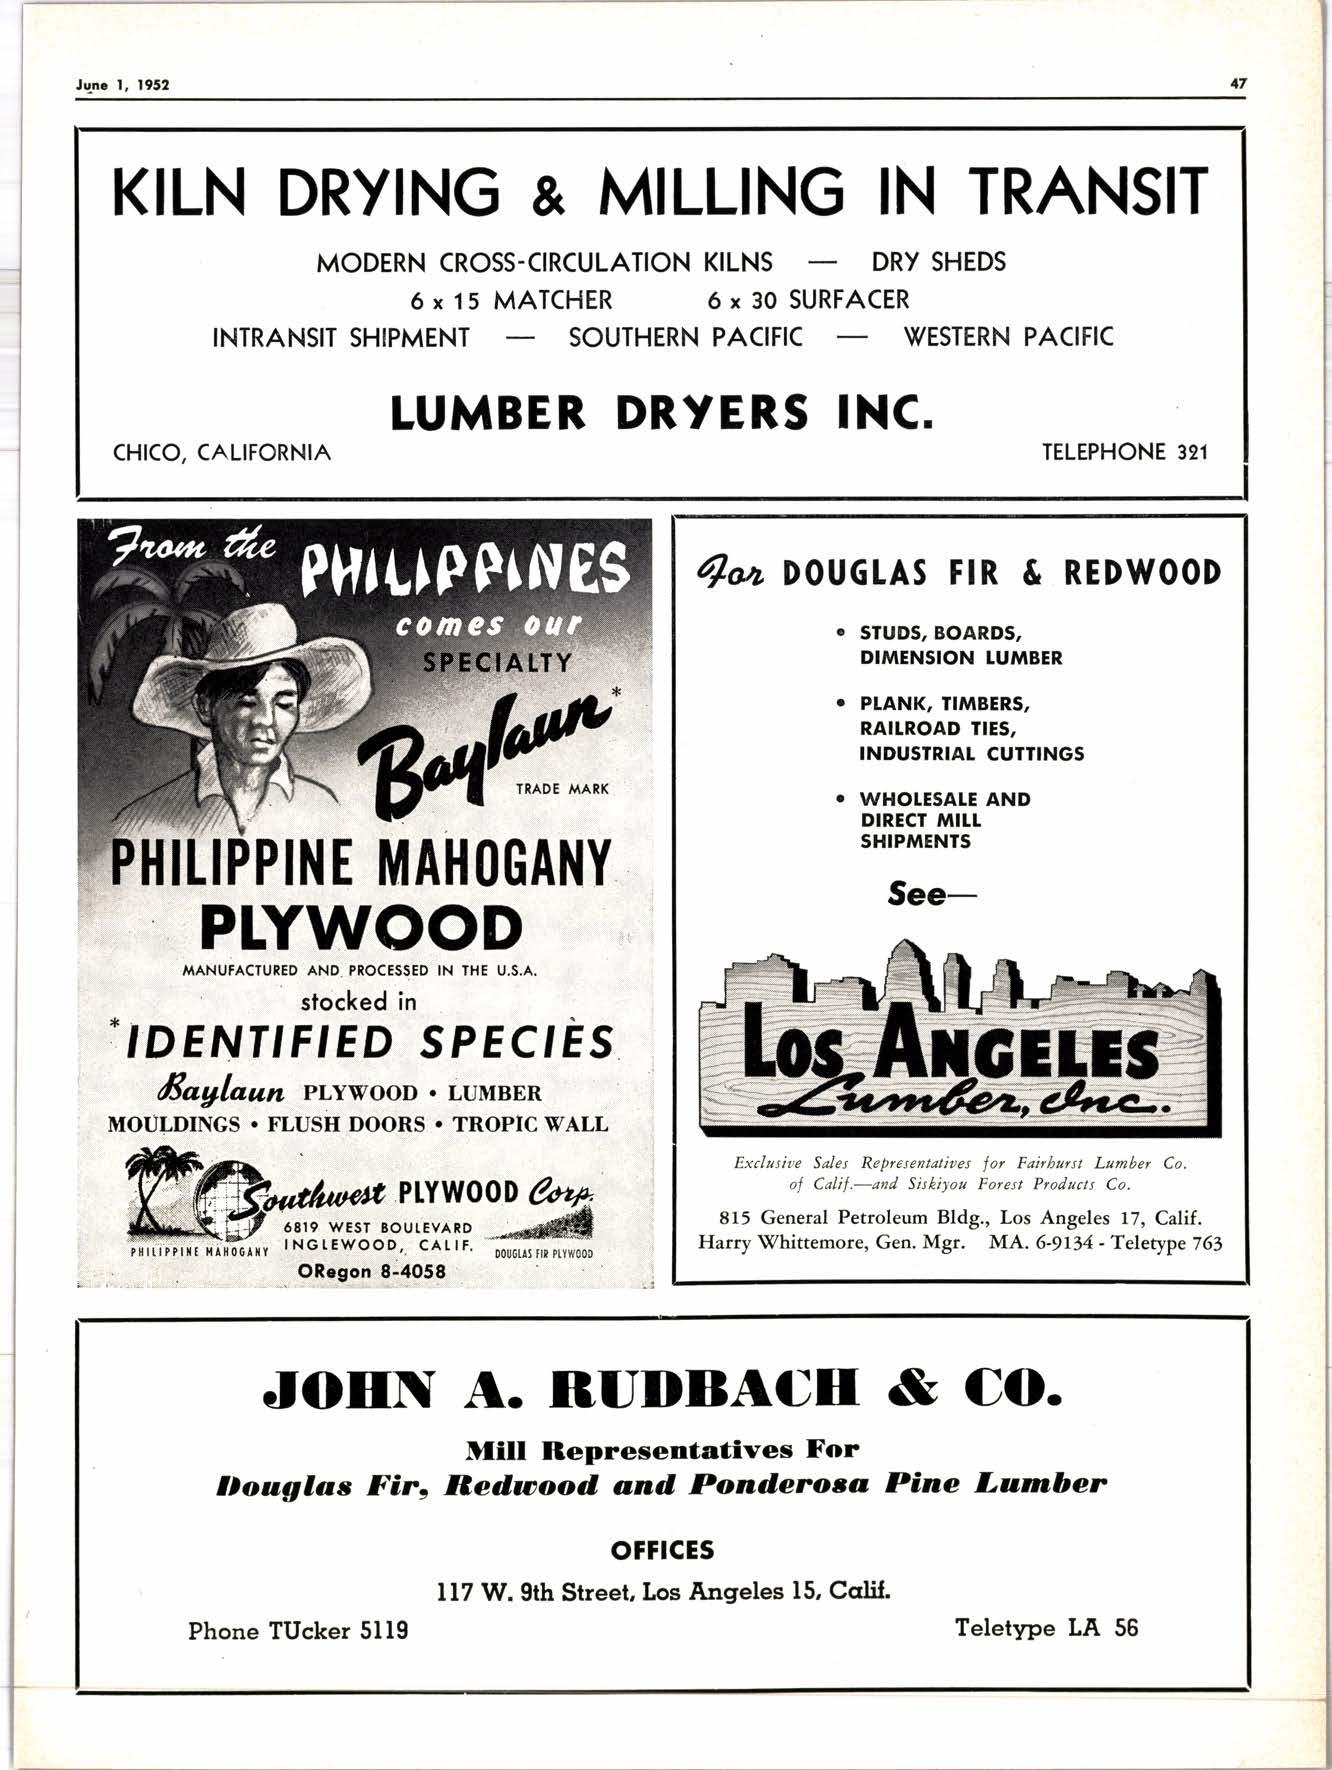 June 1, 1952
47
KILN DRYING & MILLING IN TRANSIT
MODERN CROSS-CIRCULATION KILNS — DRY SHEDS
6 x 15 MATCHER 6 x 30 SURFACER
INTRANSIT SHIPMENT — SOUTHERN PACIFIC — WESTERN PACIFIC
LUMBER DRYERS INC.
CHICO, CALIFORNIA
TELEPHONE 321
From the PHILIPPINES
comes our
SPECIALTY
Baylaun*
TRADE MARK
PHILIPPINE MAHOGANY
PLYWOOD
MANUFACTURED AND PROCESSED IN THE U.S.A.
stocked in
*IDENTIFIED SPECIES
Baylaun PLYWOOD • LUMBER
MOULDINGS • FLUSH DOORS • TROPIC WALL
Southwest PLYWOOD Corp.
6819 WEST BOULEVARD
INGLEWOOD, CALIF.
PHILIPPINE MAHOGANY
DOUGLAS FIR PLYWOOD
ORegon 8-4058
For DOUGLAS FIR & REDWOOD
• STUDS, BOARDS,
DIMENSION LUMBER
• PLANK, TIMBERS,
RAILROAD TIES,
INDUSTRIAL CUTTINGS
• WHOLESALE AND
DIRECT MILL
SHIPMENTS
See—
LOS ANGELES
Lumber, Inc.
Exclusive Sales Representatives for Fairhurst Lumber Co.
of Calif.—and Siskiyou Forest Products Co.
815 General Petroleum Bldg., Los Angeles 17, Calif.
Harry Whittemore, Gen. Mgr. MA. 6-9134 - Teletype 763
JOHN A. RUDBACH & CO.
Mill Representatives For
Douglas Fir, Redwood and Ponderosa Pine Lumber
OFFICES
117 W. 9th Street, Los Angeles 15, Calif.
Phone TUcker 5119
Teletype LA 56